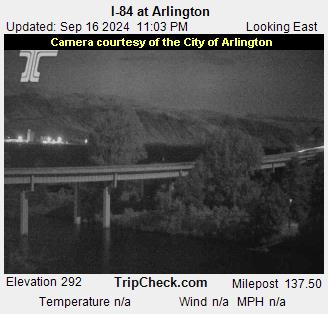 I-84 at Arlington
Updated: Sep 16 2024 11:03 PM Looking East
Camera courtesy of the City of Arlington
Elevation 292 TripCheck.com Milepost 137.50
Temperature n/a Wind n/a MPH n/a